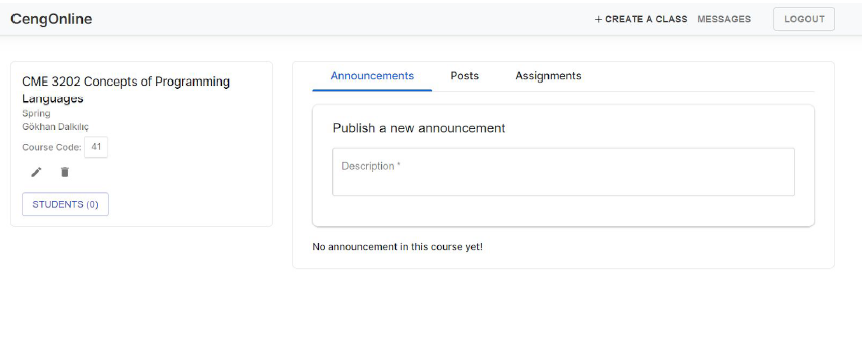 CengOnline
+ CREATE A CLASS MESSAGES LOGOUT
CME 3202 Concepts of Programming
Languages
Spring
Gökhan Dalkılıç
Course Code: 41
STUDENTS (0)
Announcements Posts Assignments
Publish a new announcement
Description *
No announcement in this course yet!